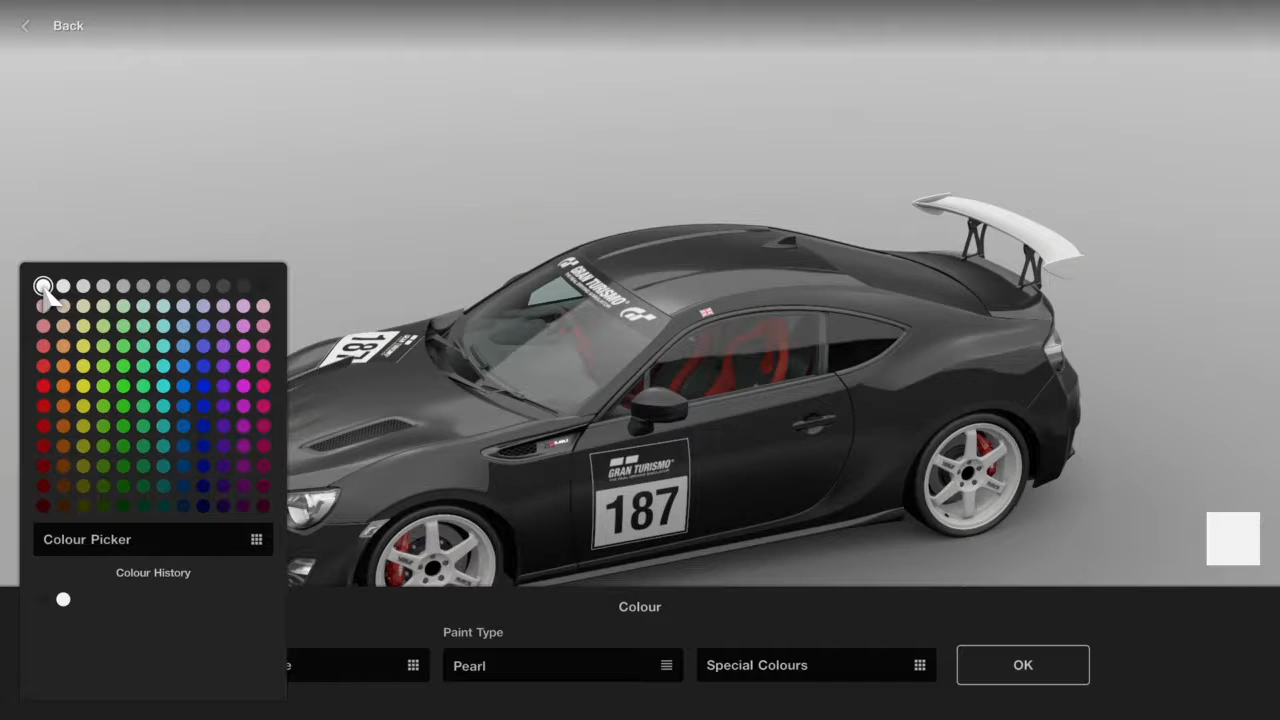 Back
GRAN TURISMO
187
GRAN TURISMO
187
Colour Picker
Colour History
Colour
Paint Type
e
Pearl
Special Colours
OK